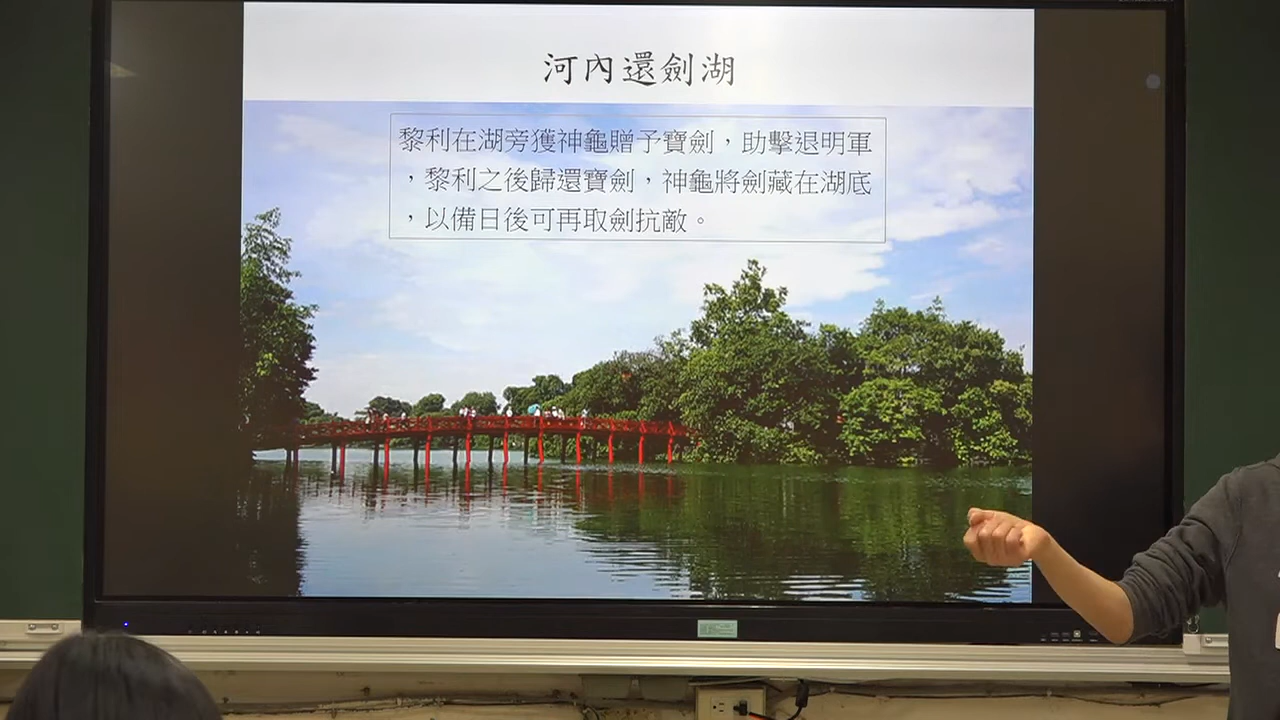 河內還劍湖
黎利在湖旁獲神龜贈予寶劍，助擊退明軍
，黎利之後歸還寶劍，神龜將劍藏在湖底
，以備日後可再取劍抗敵。